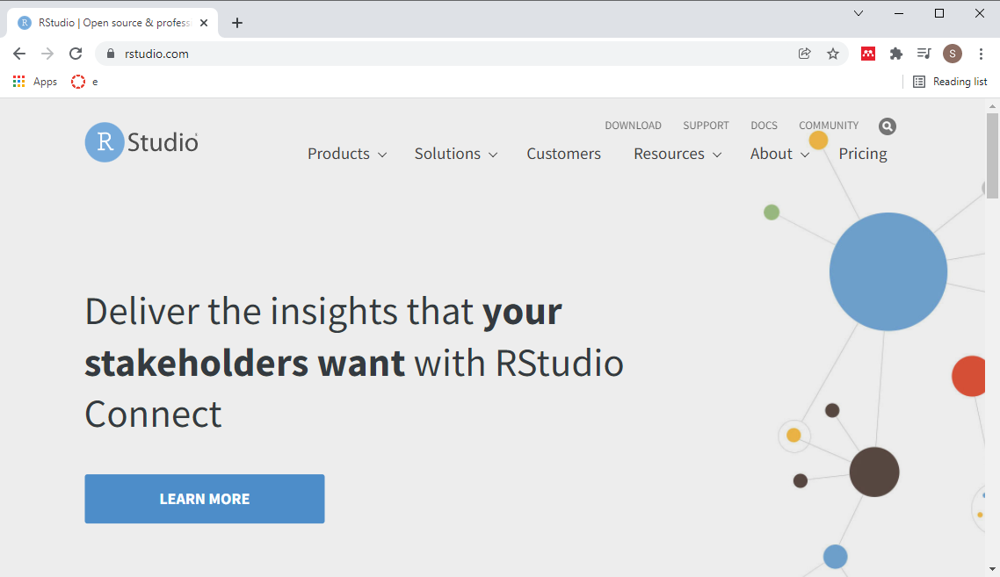 RStudio | Open source & profess
rstudio.com
S
Apps
e
Reading list
DOWNLOAD SUPPORT DOCS COMMUNITY
R Studio
Products Solutions Customers Resources About Pricing
Deliver the insights that your
stakeholders want with RStudio
Connect
LEARN MORE